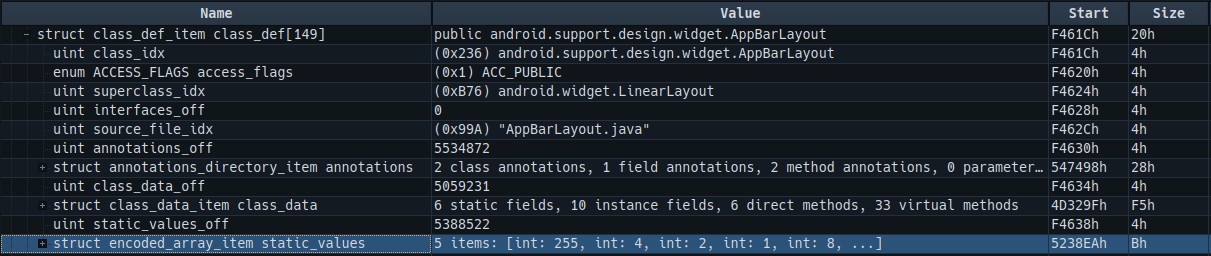 Name Value Start Size
struct class_def_item class_def[149] public android.support.design.widget.AppBarLayout F461Ch 20h
uint class_idx (0x236) android.support.design.widget.AppBarLayout F461Ch 4h
enum ACCESS_FLAGS access_flags (0x1) ACC_PUBLIC F4620h 4h
uint superclass_idx (0xB76) android.widget.LinearLayout F4624h 4h
uint interfaces_off 0 F4628h 4h
uint source_file_idx (0x99A) "AppBarLayout.java" F462Ch 4h
uint annotations_off 5534872 F4630h 4h
struct annotations_directory_item annotations 2 class annotations, 1 field annotations, 2 method annotations, 0 parameter… 547498h 28h
uint class_data_off 5059231 F4634h 4h
struct class_data_item class_data 6 static fields, 10 instance fields, 6 direct methods, 33 virtual methods 4D329Fh F5h
uint static_values_off 5388522 F4638h 4h
struct encoded_array_item static_values 5 items: [int: 255, int: 4, int: 2, int: 1, int: 8, ...] 5238EAh Bh